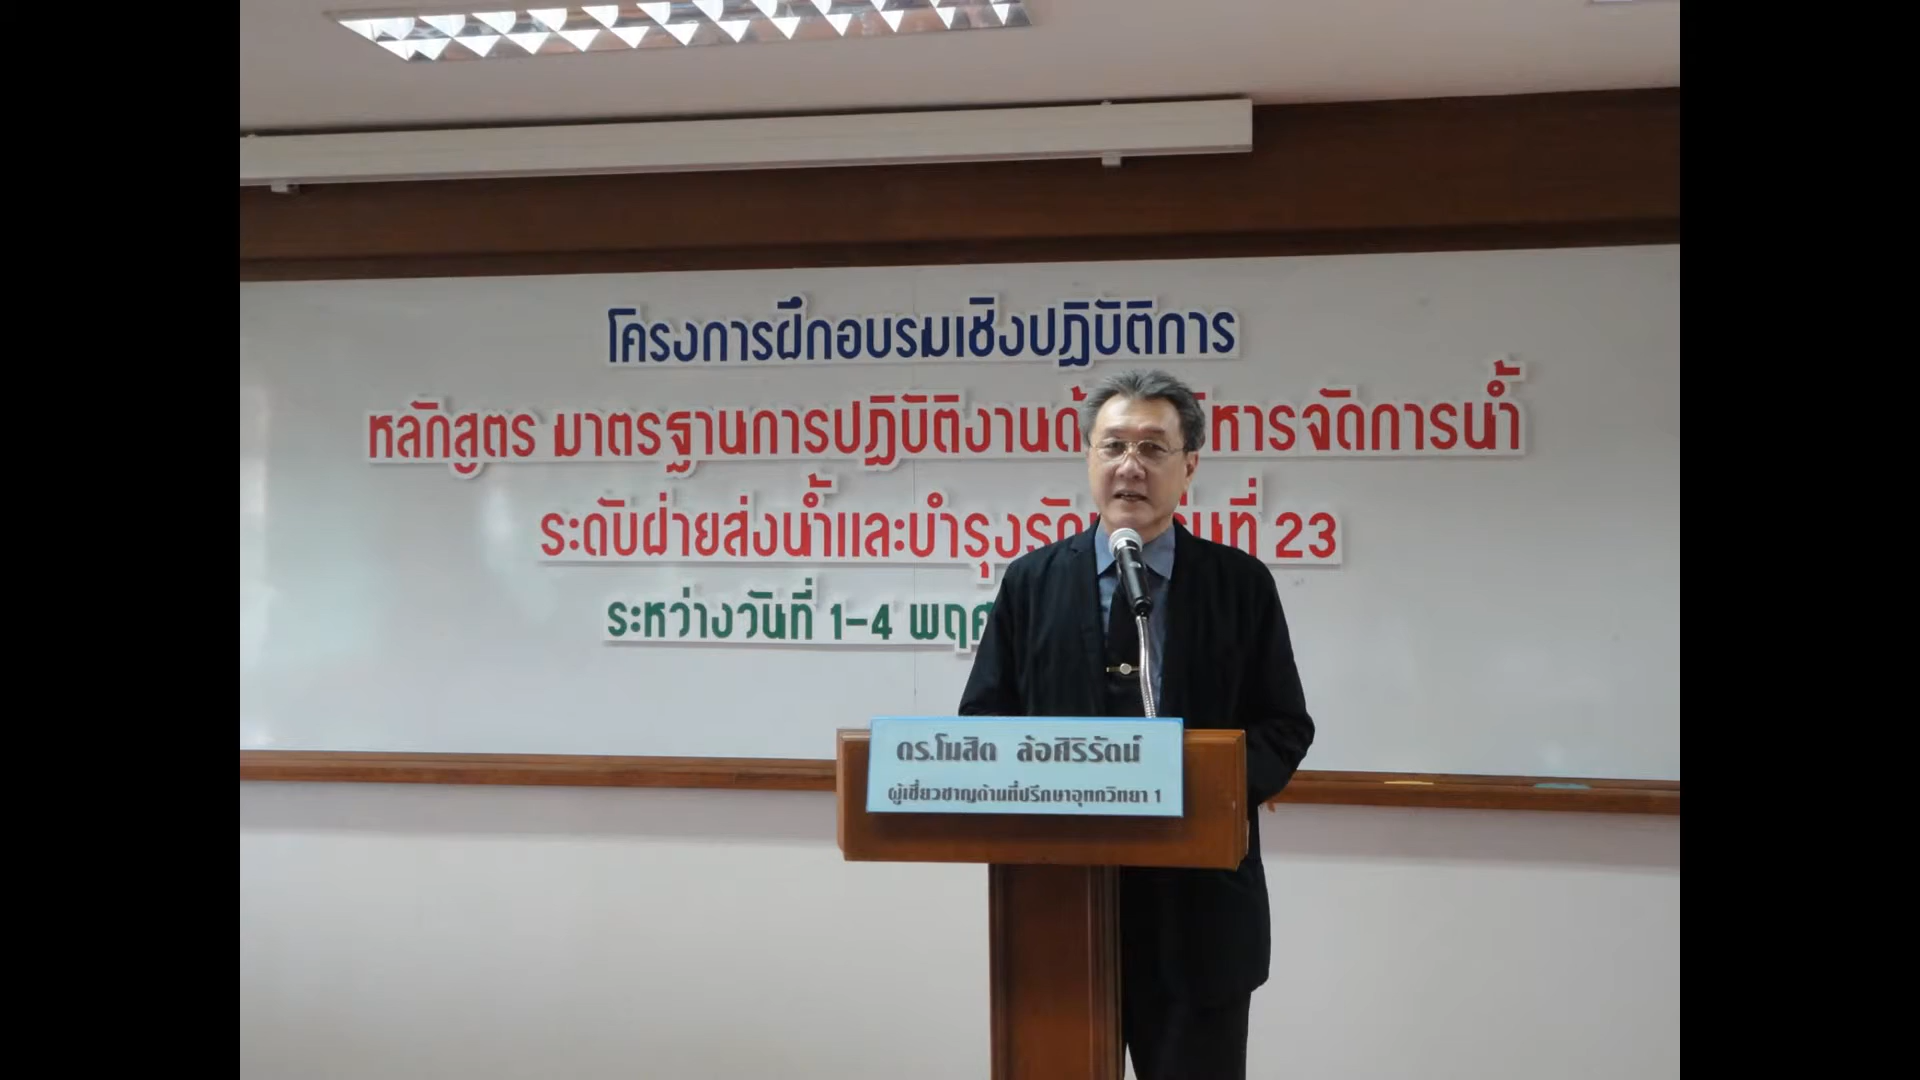 โครงการฝึกอบรมเชิงปฏิบัติการ
หลักสูตร มาตรฐานการปฏิบัติงานด้ หารจัดการน้ำ
ระดับฝ่ายส่งน้ำและบำรุงรัก ที่ 23
ระหว่างวันที่ 1-4 พฤศ
ดร.โฆสิต ล้อศิริรัตน์
ผู้เชี่ยวชาญด้านที่ปรึกษาอุทกวิทยา 1